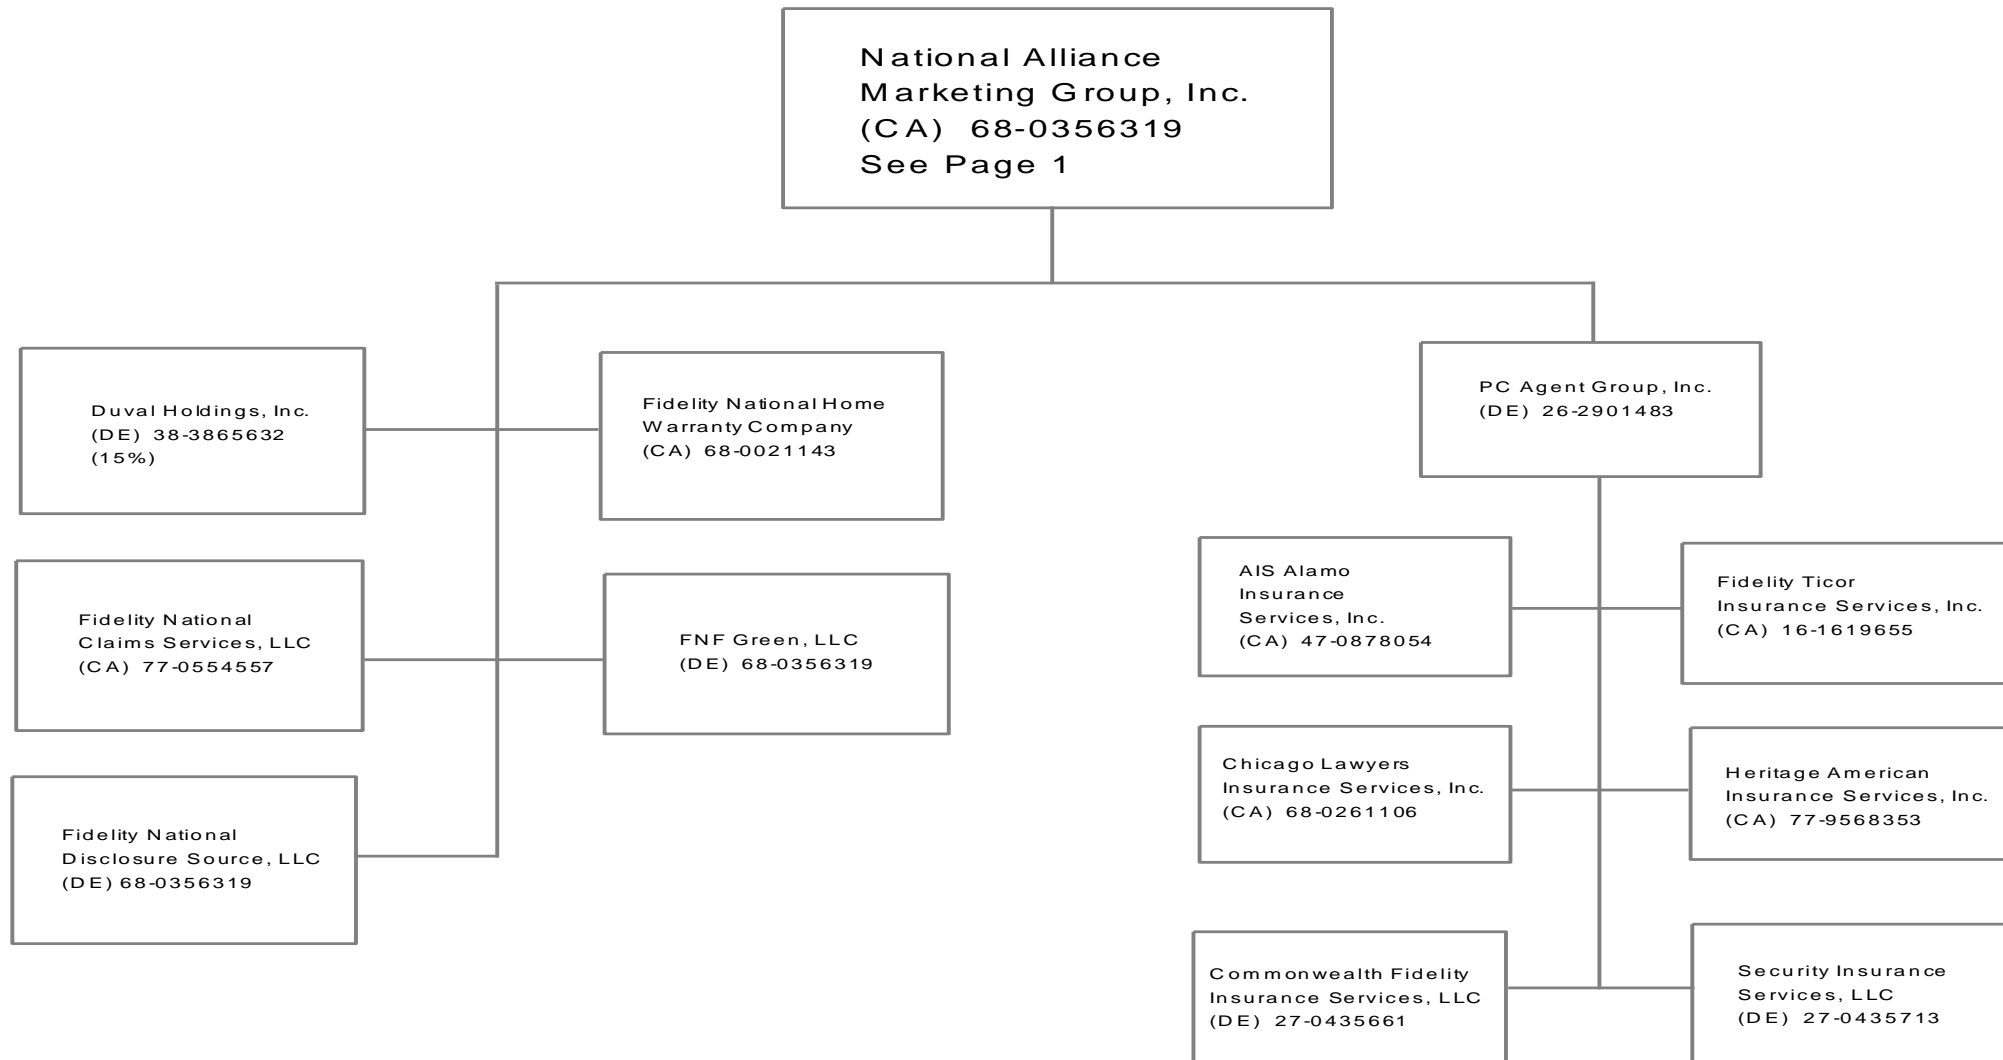 National Alliance
Marketing Group, Inc.
(CA) 68-0356319
See Page 1
Duval Holdings, Inc.
(DE) 38-3865632
(15%)
Fidelity National Home
Warranty Company
(CA) 68-0021143
PC Agent Group, Inc.
(DE) 26-2901483
Fidelity National
Claims Services, LLC
(CA) 77-0554557
FNF Green, LLC
(DE) 68-0356319
AIS Alamo
Insurance
Services, Inc.
(CA) 47-0878054
Fidelity Ticor
Insurance Services, Inc.
(CA) 16-1619655
Fidelity National
Disclosure Source, LLC
(DE) 68-0356319
Chicago Lawyers
Insurance Services, Inc.
(CA) 68-0261106
Heritage American
Insurance Services, Inc.
(CA) 77-9568353
Commonwealth Fidelity
Insurance Services, LLC
(DE) 27-0435661
Security Insurance
Services, LLC
(DE) 27-0435713